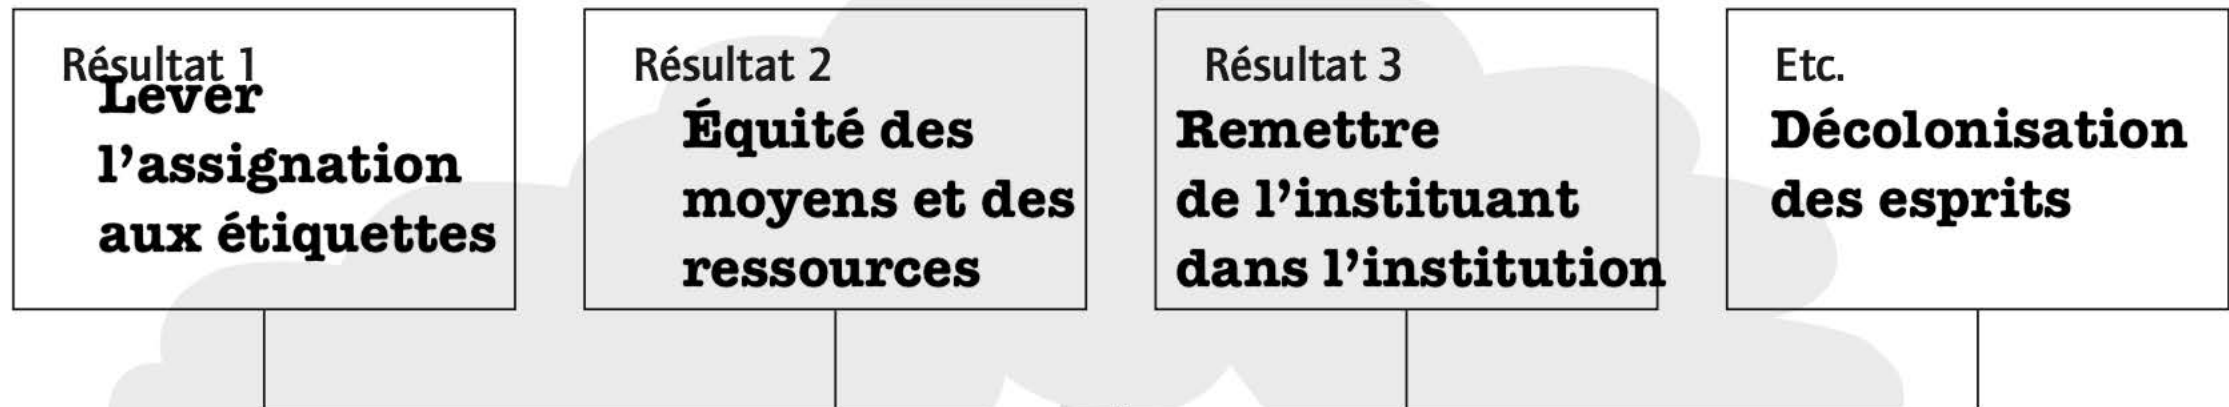 Résultat 1
Lever
l’assignation
aux étiquettes
Résultat 2
Équité des
moyens et des
ressources
Résultat 3
Remettre
de l’instituant
dans l’institution
Etc.
Décolonisation
des esprits